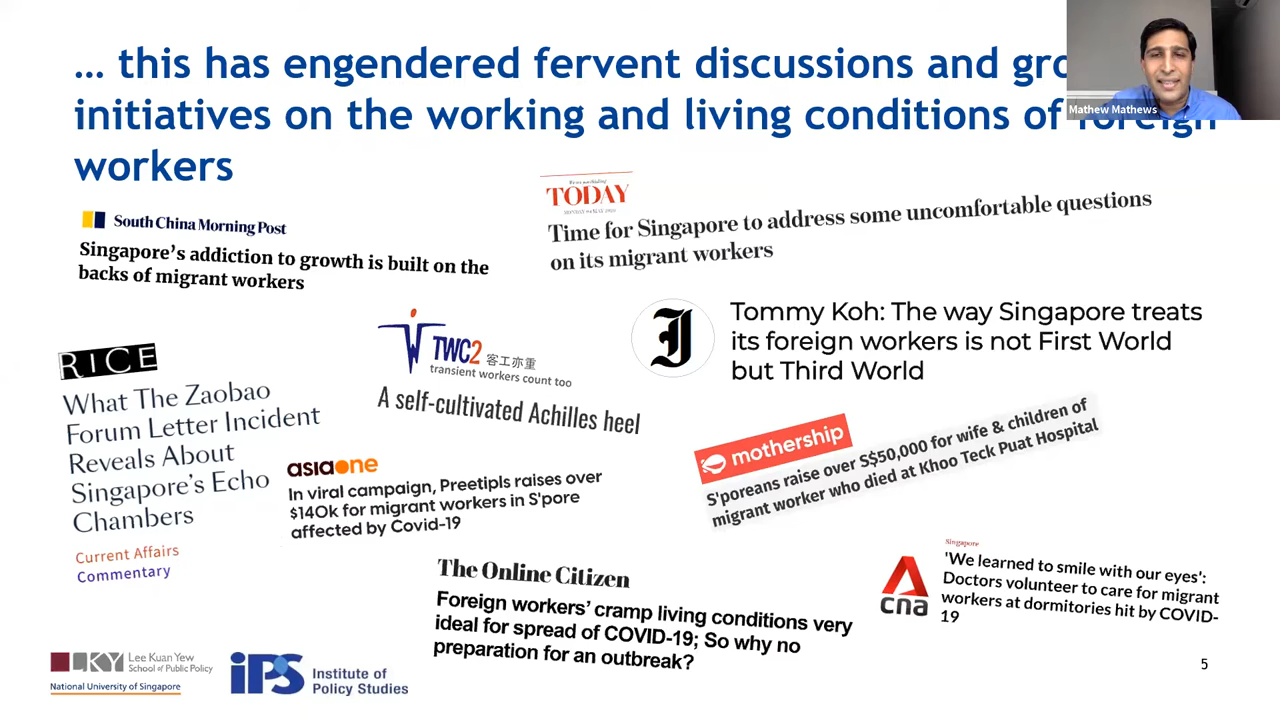 ... this has engendered fervent discussions and gro
initiatives on the working and living conditions of foreign
workers
Mathew Mathews
South China Morning Post
Singapore's addiction to growth is built on the
backs of migrant workers
TODAY
Time for Singapore to address some uncomfortable questions
on its migrant workers
RICE
What The Zaobao
Forum Letter Incident
Reveals About
Singapore's Echo
Chambers
Current Affairs
Commentary
TWC2 客工亦重
transient workers count too
A self-cultivated Achilles heel
Tommy Koh: The way Singapore treats
its foreign workers is not First World
but Third World
asiaone
In viral campaign, Preetipls raises over
$140k for migrant workers in S'pore
affected by Covid-19
mothership
S'poreans raise over S$50,000 for wife & children of
migrant worker who died at Khoo Teck Puat Hospital
The Online Citizen
Foreign workers' cramp living conditions very
ideal for spread of COVID-19; So why no
preparation for an outbreak?
cna
Singapore
'We learned to smile with our eyes':
Doctors volunteer to care for migrant
workers at dormitories hit by COVID-
19
LKY Lee Kuan Yew
School of Public Policy
National University of Singapore
iPS Institute of
Policy Studies
5